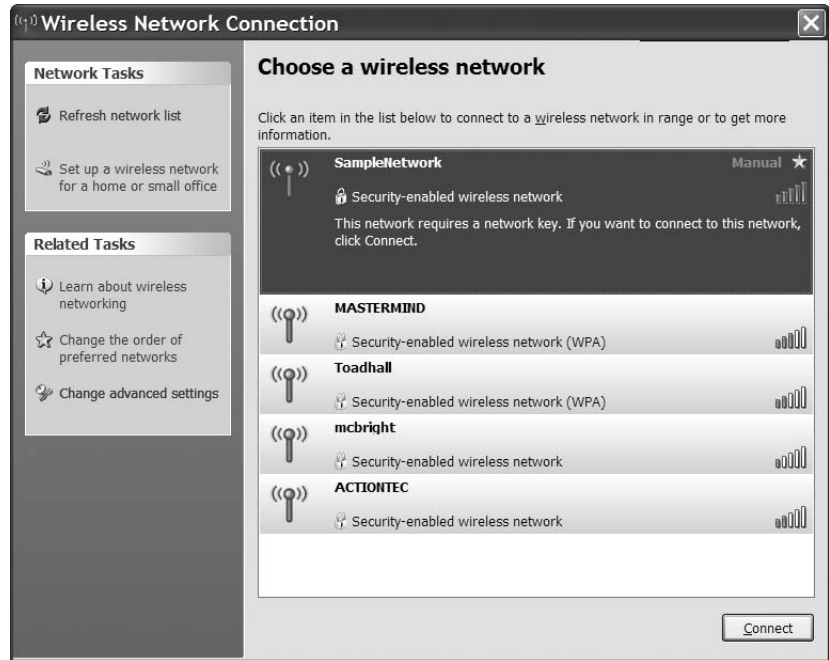 Wireless Network Connection
Network Tasks
Refresh network list
Set up a wireless network
for a home or small office
Related Tasks
Learn about wireless
networking
Change the order of
preferred networks
Change advanced settings
Choose a wireless network
Click an item in the list below to connect to a wireless network in range or to get more
information.
SampleNetwork
Manual
Security-enabled wireless network
This network requires a network key. If you want to connect to this network,
click Connect.
MASTERMIND
Security-enabled wireless network (WPA)
Toadhall
Security-enabled wireless network (WPA)
mcbright
Security-enabled wireless network
ACTIONTEC
Security-enabled wireless network
Connect